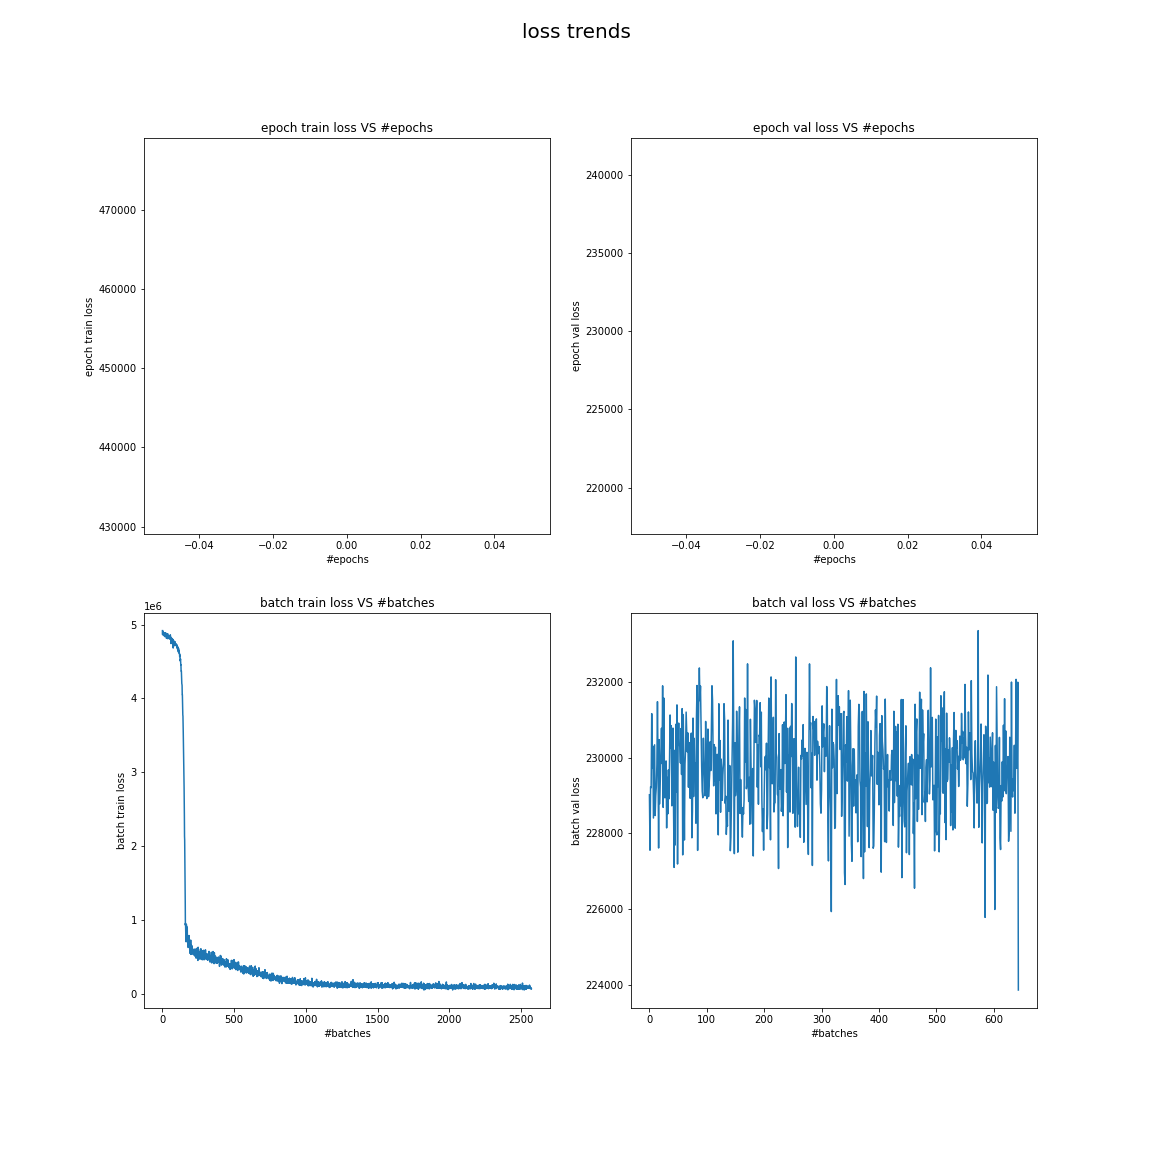 loss trends
epoch train loss VS #epochs
epoch train loss
470000
460000
450000
440000
430000
−0.04 −0.02 0.00 0.02 0.04
#epochs
epoch val loss VS #epochs
epoch val loss
240000
235000
230000
225000
220000
−0.04 −0.02 0.00 0.02 0.04
#epochs
batch train loss VS #batches
1e6
batch train loss
5
4
3
2
1
0
0 500 1000 1500 2000 2500
#batches
batch val loss VS #batches
batch val loss
232000
230000
228000
226000
224000
0 100 200 300 400 500 600
#batches